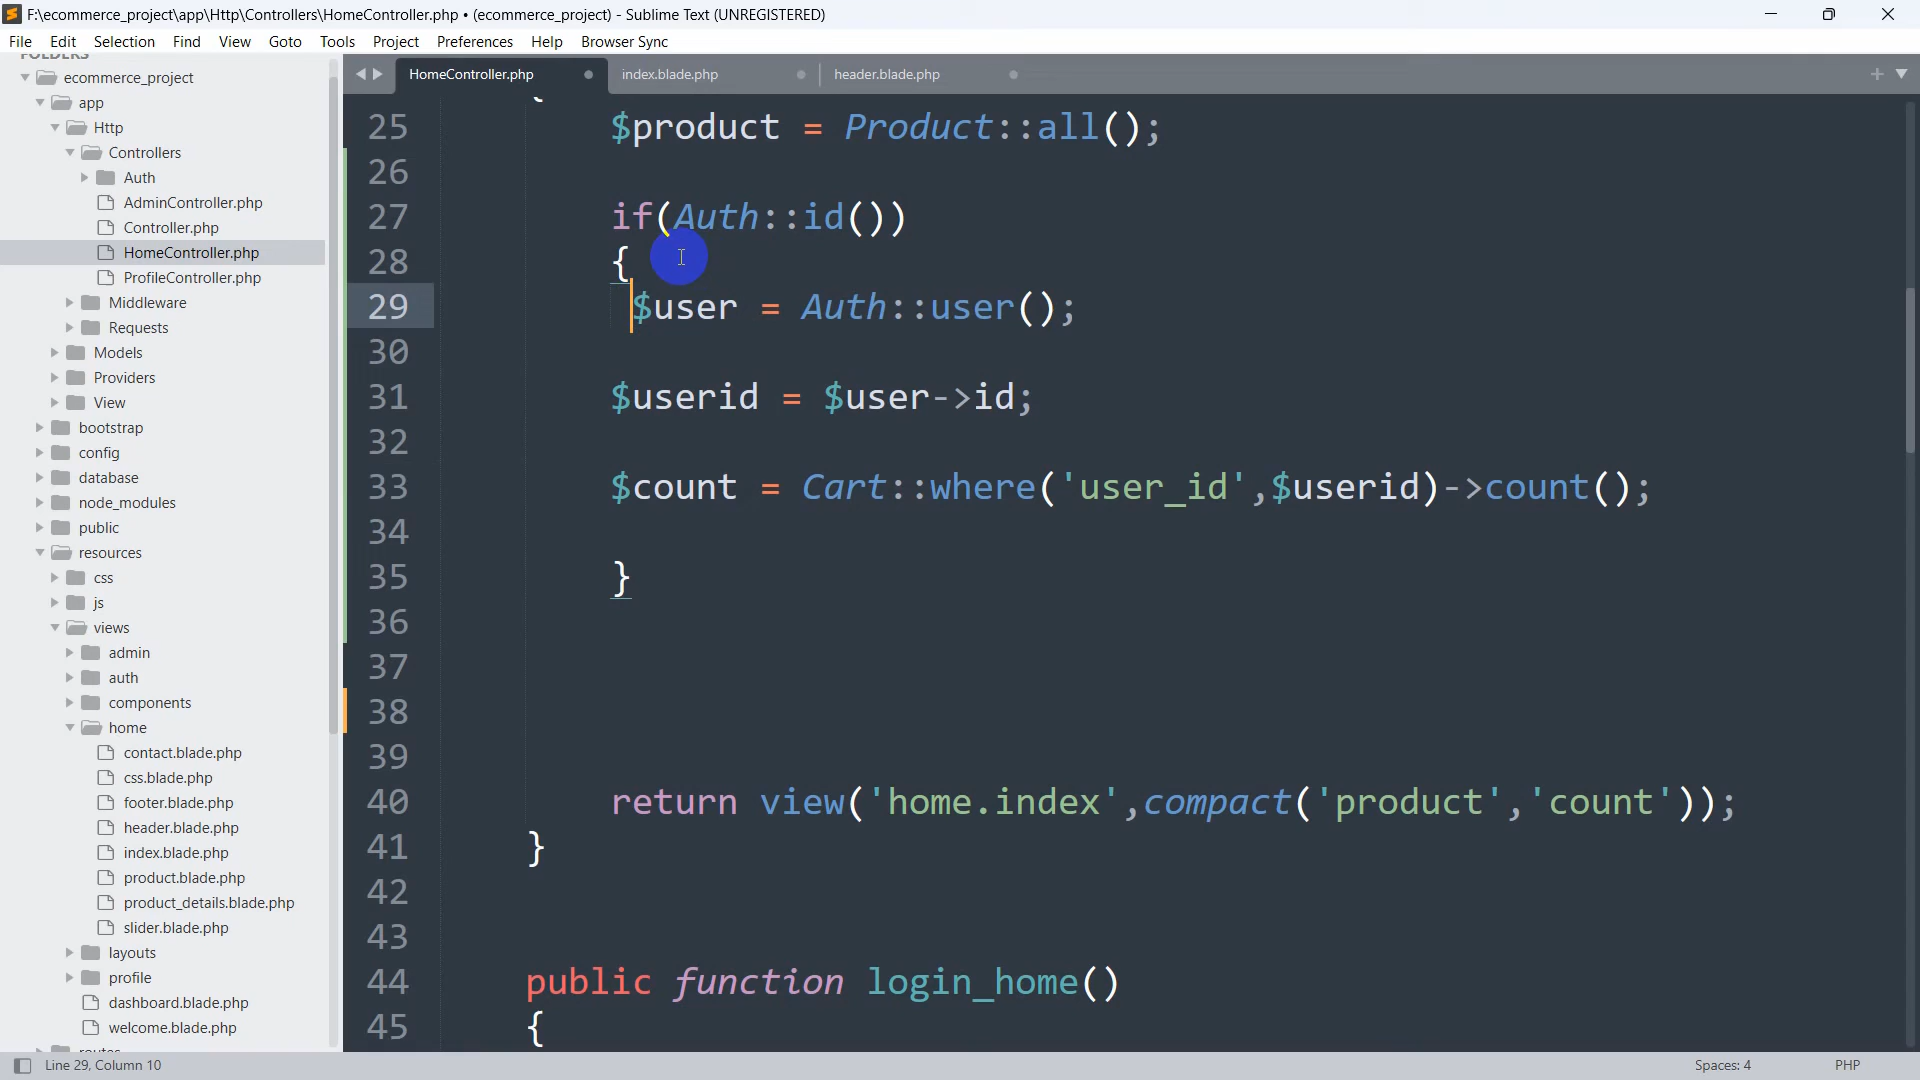 F:\ecommerce_project\app\Http\Controllers\HomeController.php • (ecommerce_project) - Sublime Text (UNREGISTERED)
File Edit Selection Find View Goto Tools Project Preferences Help Browser Sync
FOLDERS
ecommerce_project
app
Http
Controllers
Auth
AdminController.php
Controller.php
HomeController.php
ProfileController.php
Middleware
Requests
Models
Providers
View
bootstrap
config
database
node_modules
public
resources
css
js
views
admin
auth
components
home
contact.blade.php
css.blade.php
footer.blade.php
header.blade.php
index.blade.php
product.blade.php
product_details.blade.php
slider.blade.php
layouts
profile
dashboard.blade.php
welcome.blade.php
routes
HomeController.php index.blade.php header.blade.php
{
25 $product = Product::all();
26
27 if(Auth::id())
28 {
29 $user = Auth::user();
30
31 $userid = $user->id;
32
33 $count = Cart::where('user_id',$userid)->count();
34
35 }
36
37
38
39
40 return view('home.index',compact('product','count'));
41 }
42
43
44 public function login_home()
45 {
Line 29, Column 10 Spaces: 4 PHP